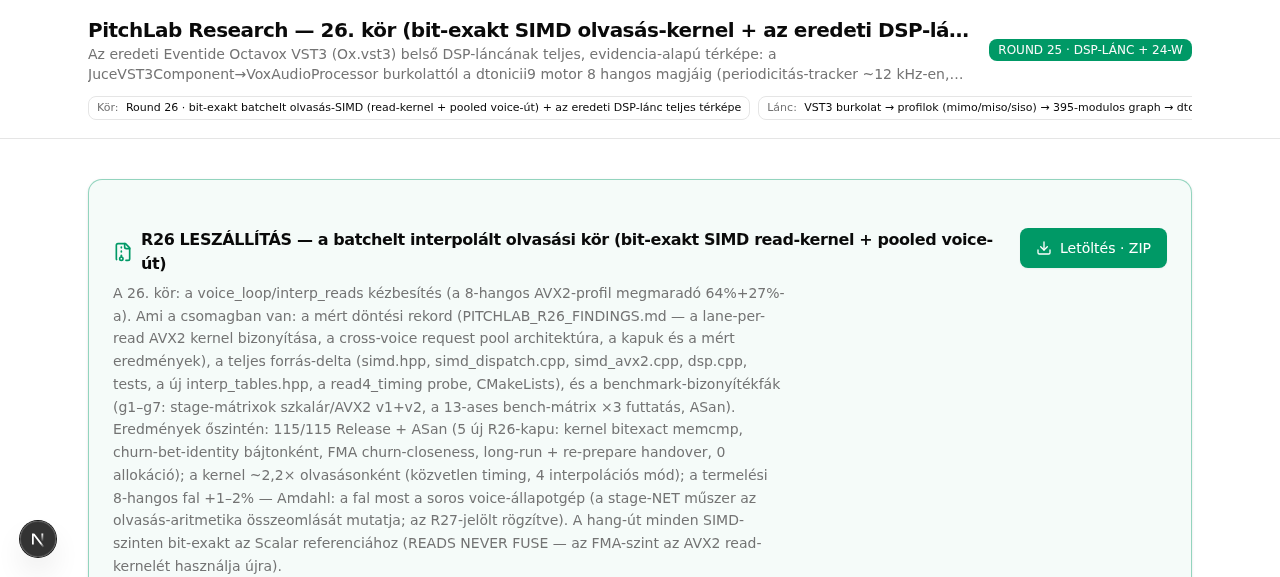 PitchLab Research — 26. kör (bit-exakt SIMD olvasás-kernel + az eredeti DSP-lá…
Az eredeti Eventide Octavox VST3 (Ox.vst3) belső DSP-láncának teljes, evidencia-alapú térképe: a
JuceVST3Component→VoxAudioProcessor burkolattól a dtonicii9 motor 8 hangos magjáig (periodicitás-tracker ~12 kHz-en,…
ROUND 25 · DSP-LÁNC + 24-W
Kör: Round 26 · bit-exakt batchelt olvasás-SIMD (read-kernel + pooled voice-út) + az eredeti DSP-lánc teljes térképe
Lánc: VST3 burkolat → profilok (mimo/miso/siso) → 395-modulos graph → dto
R26 LESZÁLLÍTÁS — a batchelt interpolált olvasási kör (bit-exakt SIMD read-kernel + pooled voice-
út)
Letöltés · ZIP
A 26. kör: a voice_loop/interp_reads kézbesítés (a 8-hangos AVX2-profil megmaradó 64%+27%-
a). Ami a csomagban van: a mért döntési rekord (PITCHLAB_R26_FINDINGS.md — a lane-per-
read AVX2 kernel bizonyítása, a cross-voice request pool architektúra, a kapuk és a mért
eredmények), a teljes forrás-delta (simd.hpp, simd_dispatch.cpp, simd_avx2.cpp, dsp.cpp,
tests, a új interp_tables.hpp, a read4_timing probe, CMakeLists), és a benchmark-bizonyítékfák
(g1–g7: stage-mátrixok szkalár/AVX2 v1+v2, a 13-ases bench-mátrix ×3 futtatás, ASan).
Eredmények őszintén: 115/115 Release + ASan (5 új R26-kapu: kernel bitexact memcmp,
churn-bet-identity bájtonként, FMA churn-closeness, long-run + re-prepare handover, 0
allokáció); a kernel ~2,2× olvasásonként (közvetlen timing, 4 interpolációs mód); a termelési
8-hangos fal +1–2% — Amdahl: a fal most a soros voice-állapotgép (a stage-NET műszer az
olvasás-aritmetika összeomlását mutatja; az R27-jelölt rögzítve). A hang-út minden SIMD-
szinten bit-exakt az Scalar referenciához (READS NEVER FUSE — az FMA-szint az AVX2 read-
kernelét használja újra).